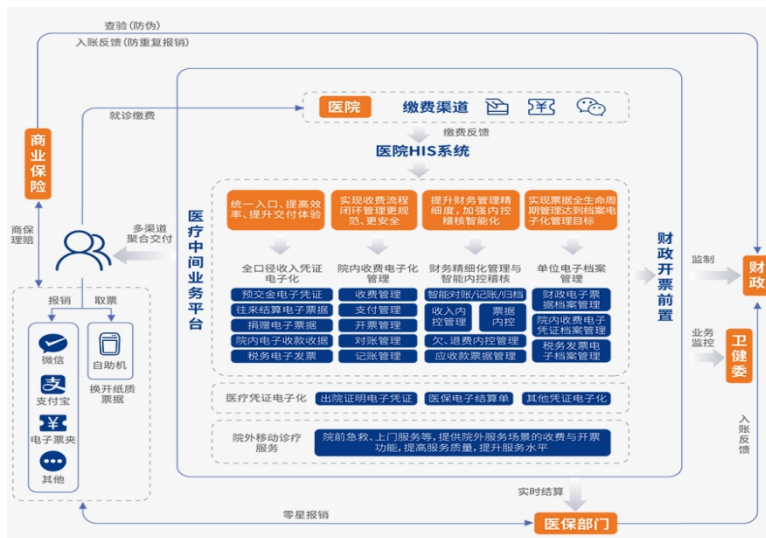 查验(防伪)
入账反馈(防重复报销)
医院
缴费渠道
就诊缴费
缴费反馈
医院HIS系统
商业保险
商保
理赔
多渠道
聚合交付
医疗中间业务平台
统一入口、提高效
率、提升交付体验
实现收费流程
闭环管理更规
范、更安全
提升财务管理精
细度，加强内控
稽核智能化
实现票据全生命周
期管理达到档案电
子化管理目标
全口径收入凭证
电子化
院内收费电子化
管理
财务精细化管理与
智能内控稽核
单位电子档案
管理
预交金电子凭证
往来结算电子票据
捐赠电子票据
院内电子收款收据
税务电子发票
收费管理
支付管理
开票管理
对账管理
记账管理
智能对账/记账/归档
收入内
控管理
票据
内控
欠、退费内控管理
应收款票据管理
财政电子票
据档案管理
院内收费电子
凭证档案管理
税务发票电
子档案管理
医疗凭证电子化
出院证明电子凭证
医保电子结算单
其他凭证电子化
院外移动诊疗
服务
院前急救、上门服务等，提供院外服务场景的收费与开票
功能，提高服务质量，提升服务水平
财政开票前置
监制
财政
业务
监控
卫健委
入账
反馈
报销
取票
微信
支付宝
电子票夹
其他
自助机
换开纸质
票据
实时结算
零星报销
医保部门